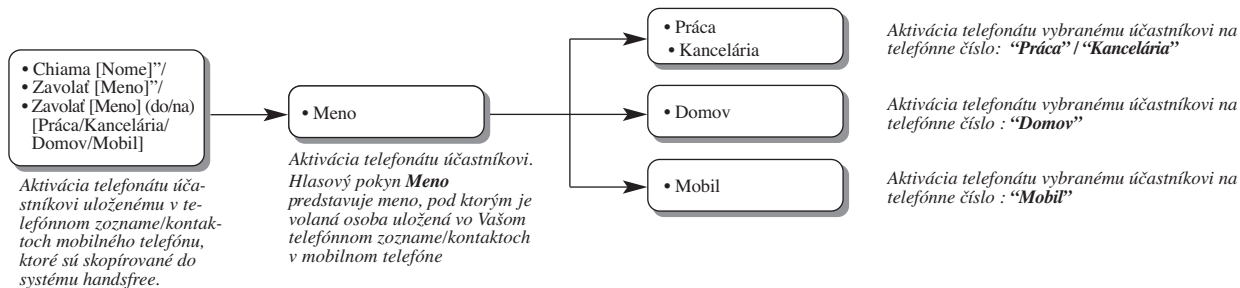 • Chiama [Nome]”/
• Zavolať [Meno]”/
• Zavolať [Meno] (do/na)
[Práca/Kancelária/
Domov/Mobil]
Aktivácia telefonátu úča-
stníkovi uloženému v te-
lefónnom zozname/kontak-
toch mobilného telefónu,
ktoré sú skopírované do
systému handsfree.
• Meno
Aktivácia telefonátu účastníkovi.
Hlasový pokyn Meno
predstavuje meno, pod ktorým je
volaná osoba uložená vo Vašom
telefónnom zozname/kontaktoch
v mobilnom telefóne
• Práca
• Kancelária
Aktivácia telefonátu vybranému účastníkovi na
telefónne číslo: “Práca” / “Kancelária”
• Domov
Aktivácia telefonátu vybranému účastníkovi na
telefónne číslo : “Domov”
• Mobil
Aktivácia telefonátu vybranému účastníkovi na
telefónne číslo : “Mobil”